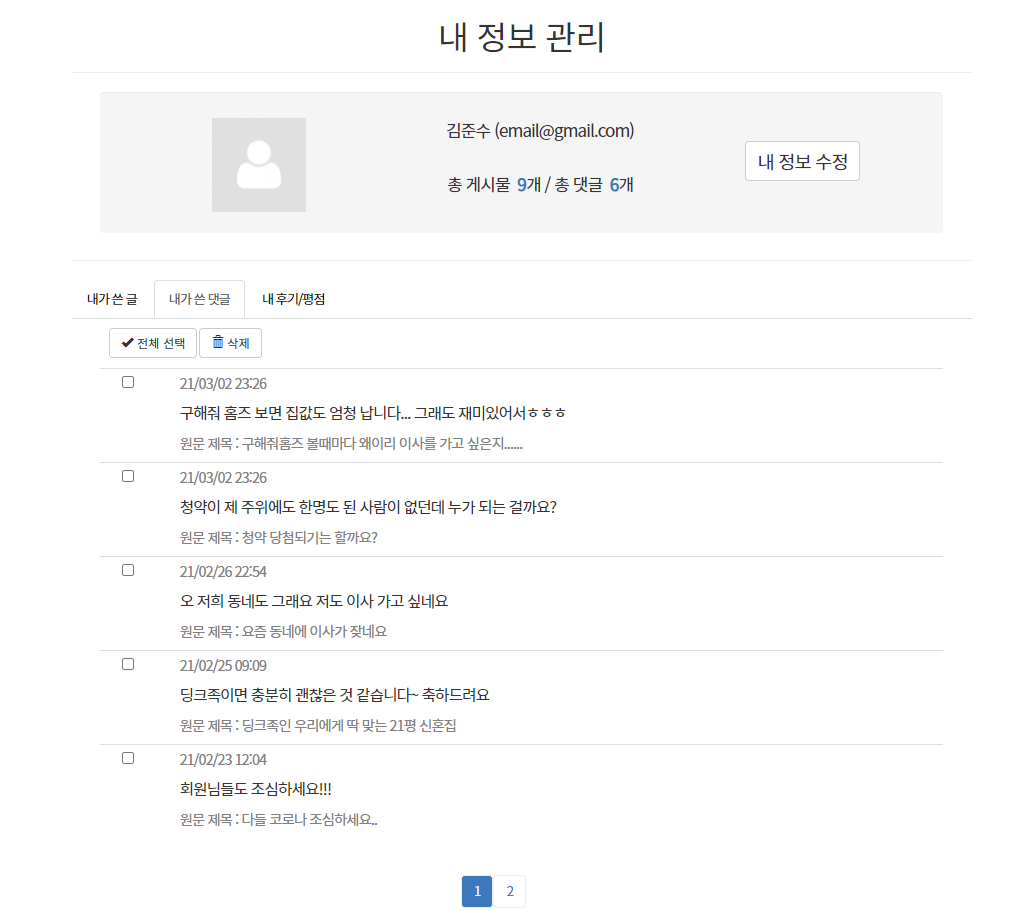 내 정보 관리
김준수 (email@gmail.com)
총 게시물 9개 / 총 댓글 6개
내 정보 수정
내가 쓴 글 내가 쓴 댓글 내 후기/평점
전체 선택 삭제
21/03/02 23:26
구해줘 홈즈 보면 집값도 엄청 납니다... 그래도 재미있어서ㅎㅎㅎ
원문 제목 : 구해줘홈즈 볼때마다 왜이리 이사를 가고 싶은지......
21/03/02 23:26
청약이 제 주위에도 한명도 된 사람이 없던데 누가 되는 걸까요?
원문 제목 : 청약 당첨되기는 할까요?
21/02/26 22:54
오 저희 동네도 그래요 저도 이사 가고 싶네요
원문 제목 : 요즘 동네에 이사가 잦네요
21/02/25 09:09
딩크족이면 충분히 괜찮은 것 같습니다~ 축하드려요
원문 제목 : 딩크족인 우리에게 딱 맞는 21평 신혼집
21/02/23 12:04
회원님들도 조심하세요!!!
원문 제목 : 다들 코로나 조심하세요..
1 2